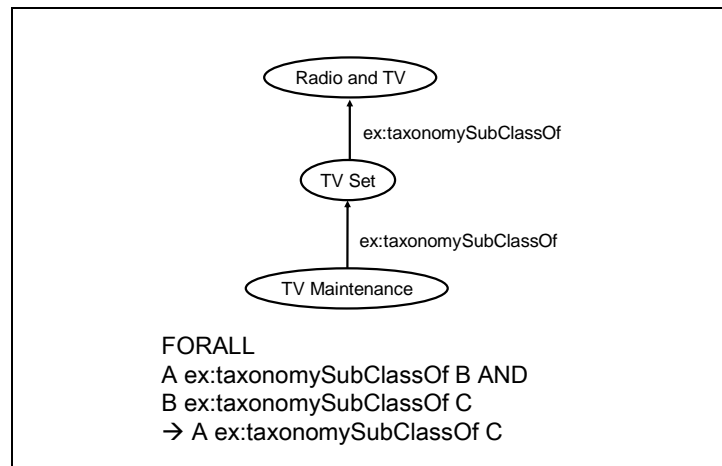 Radio and TV
ex:taxonomySubClassOf
TV Set
ex:taxonomySubClassOf
TV Maintenance
FORALL
A ex:taxonomySubClassOf B AND
B ex:taxonomySubClassOf C
→ A ex:taxonomySubClassOf C